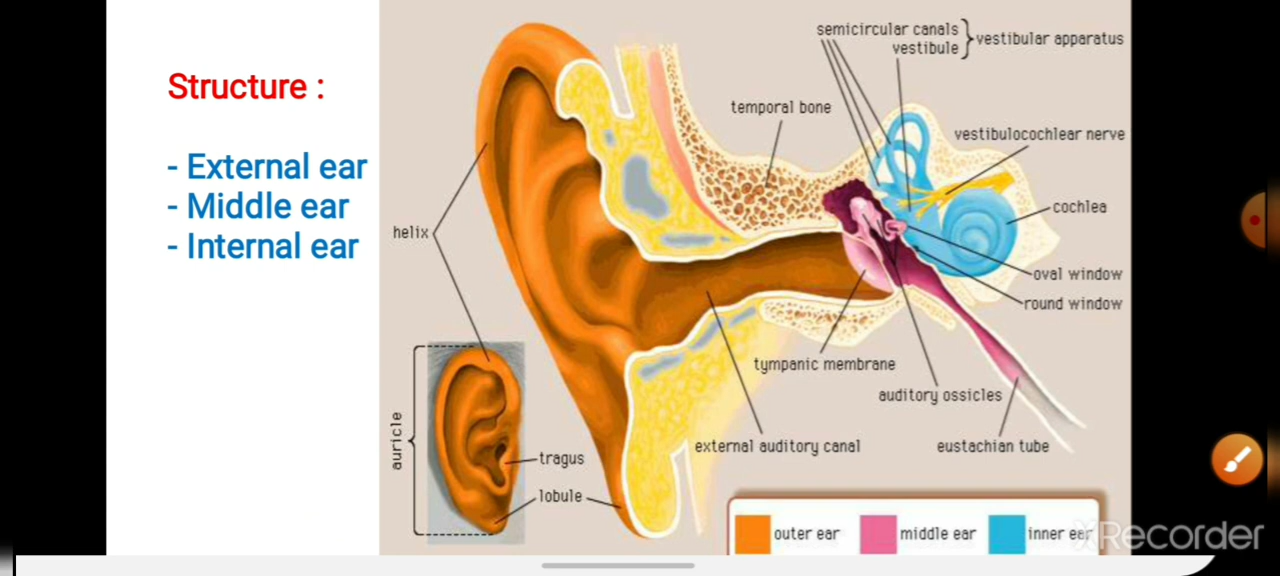 Structure :
- External ear
- Middle ear
- Internal ear
semicircular canals
vestibule
vestibular apparatus
temporal bone
vestibulocochlear nerve
cochlea
helix
oval window
round window
tympanic membrane
auditory ossicles
external auditory canal
eustachian tube
auricle
tragus
lobule
outer ear
middle ear
inner ear
XRecorder